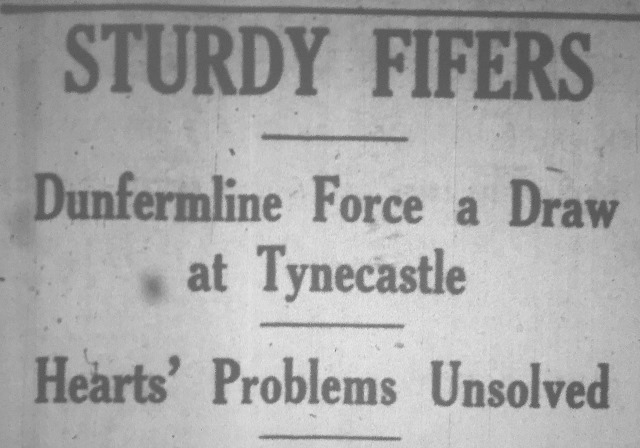 STURDY FIFERS
Dunfermline Force a Draw
at Tynecastle
Hearts' Problems Unsolved